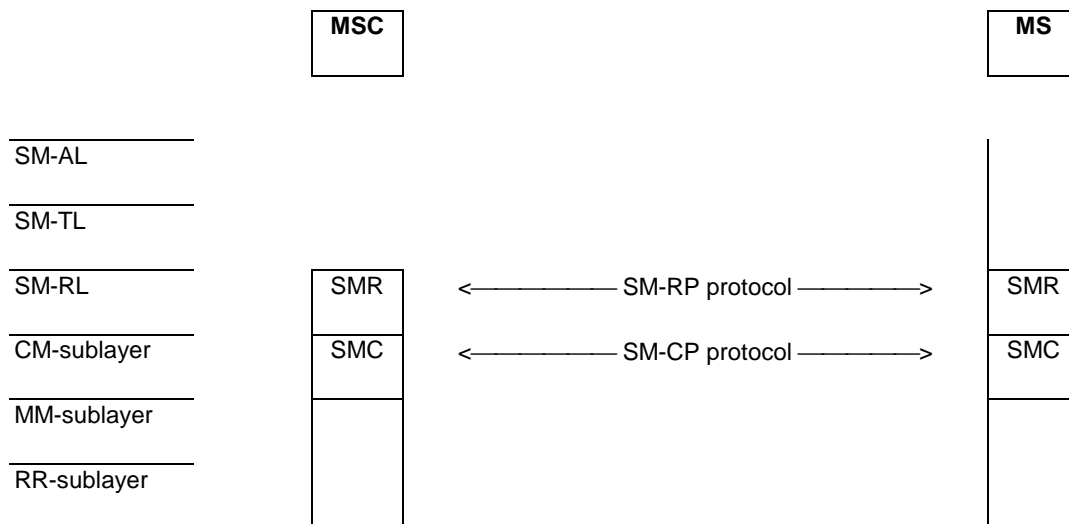 MSC MS
SM-AL
SM-TL
SM-RL SMR <———————— SM-RP protocol ———————> SMR
CM-sublayer SMC <———————— SM-CP protocol ———————> SMC
MM-sublayer
RR-sublayer